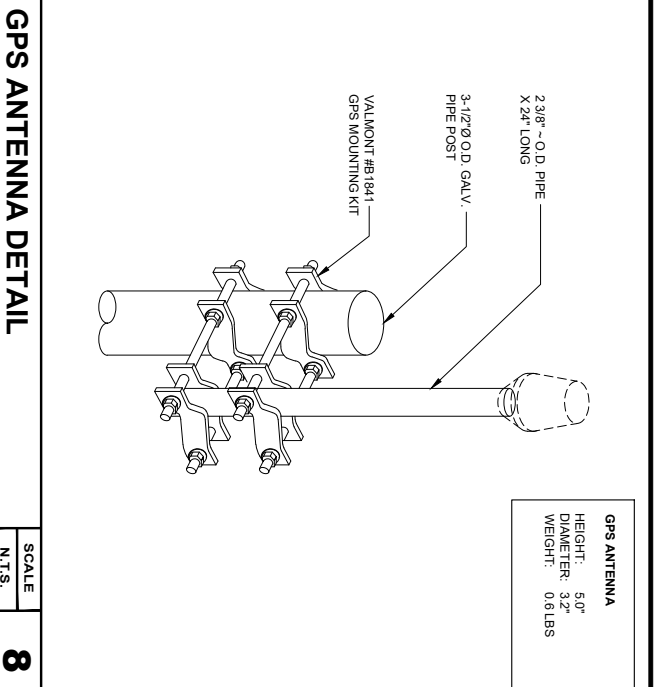 2 3/8" ~ O.D. PIPE
X 24" LONG
3-1/2"Ø O.D. GALV.
PIPE POST
VALMONT #B1841
GPS MOUNTING KIT
GPS ANTENNA
HEIGHT: 5.0"
DIAMETER: 3.2"
WEIGHT: 0.6 LBS
GPS ANTENNA DETAIL
SCALE
N.T.S.
8